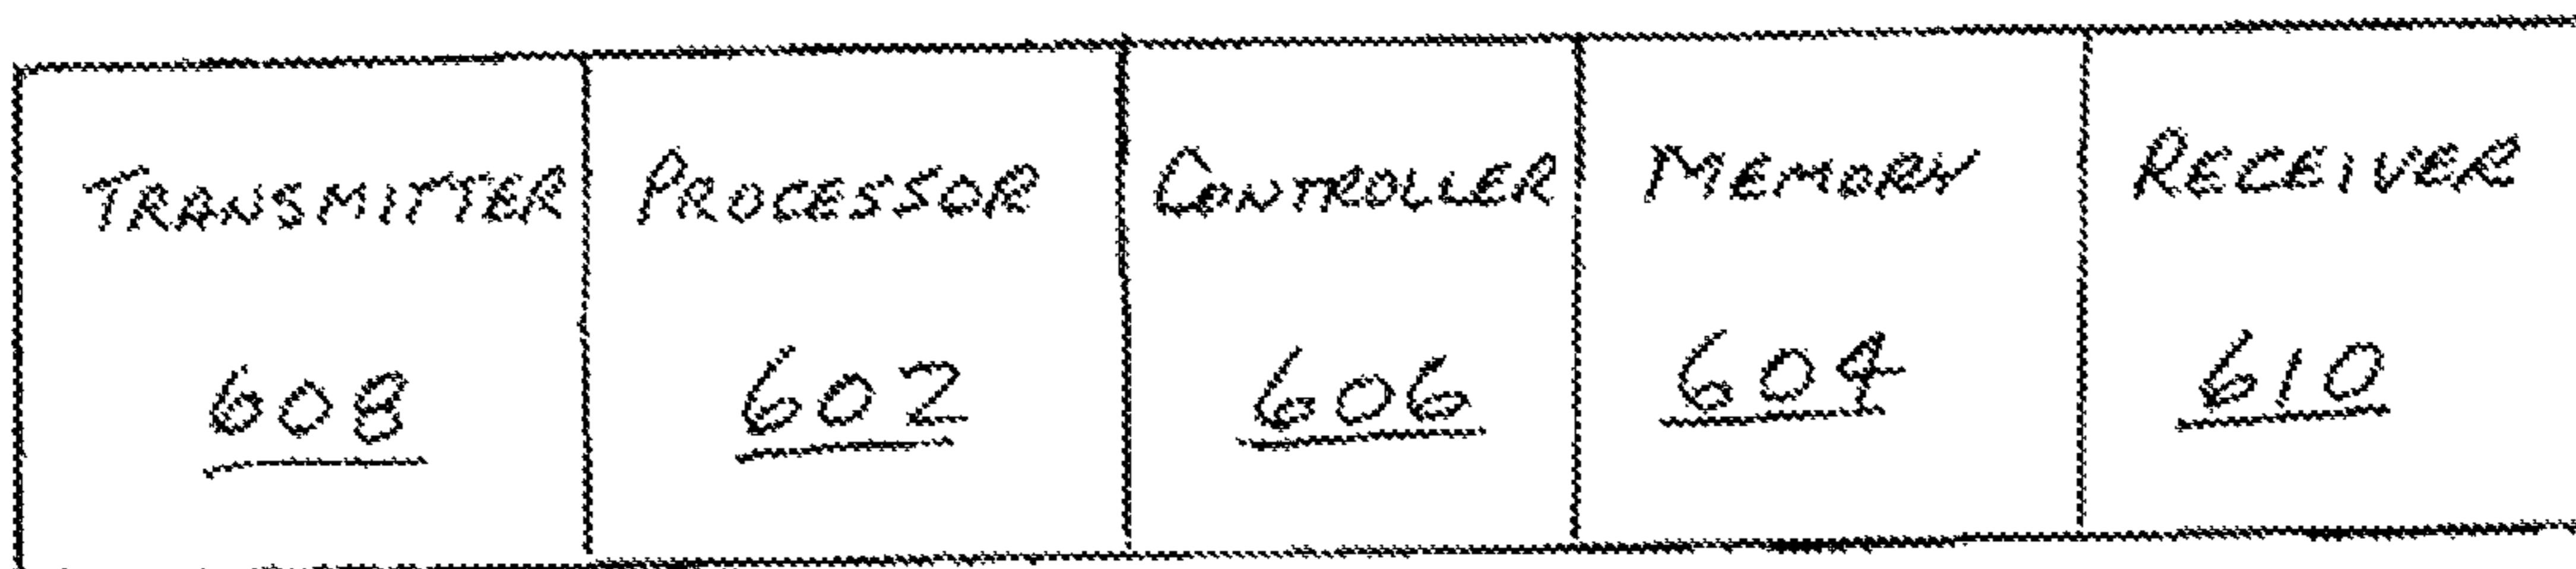 TRANSMITTER PROCESSOR CONTROLLER MEMORY RECEIVER
608 602 606 604 610